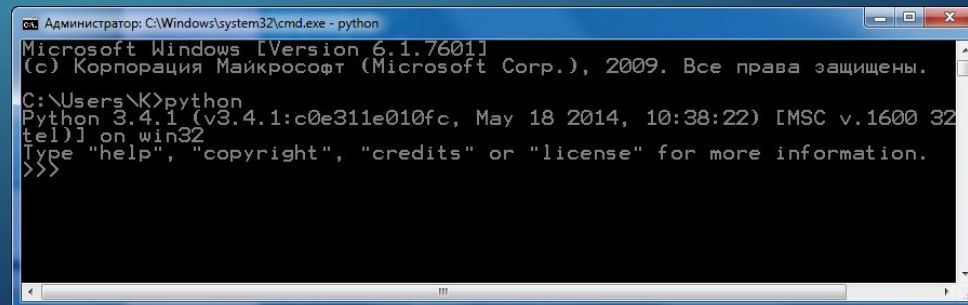 Администратор: C:\Windows\system32\cmd.exe - python
Microsoft Windows [Version 6.1.7601]
(c) Корпорация Майкрософт (Microsoft Corp.), 2009. Все права защищены.
C:\Users\K>python
Python 3.4.1 (v3.4.1:c0e311e010fc, May 18 2014, 10:38:22) [MSC v.1600 32
tel)] on win32
Type "help", "copyright", "credits" or "license" for more information.
>>>